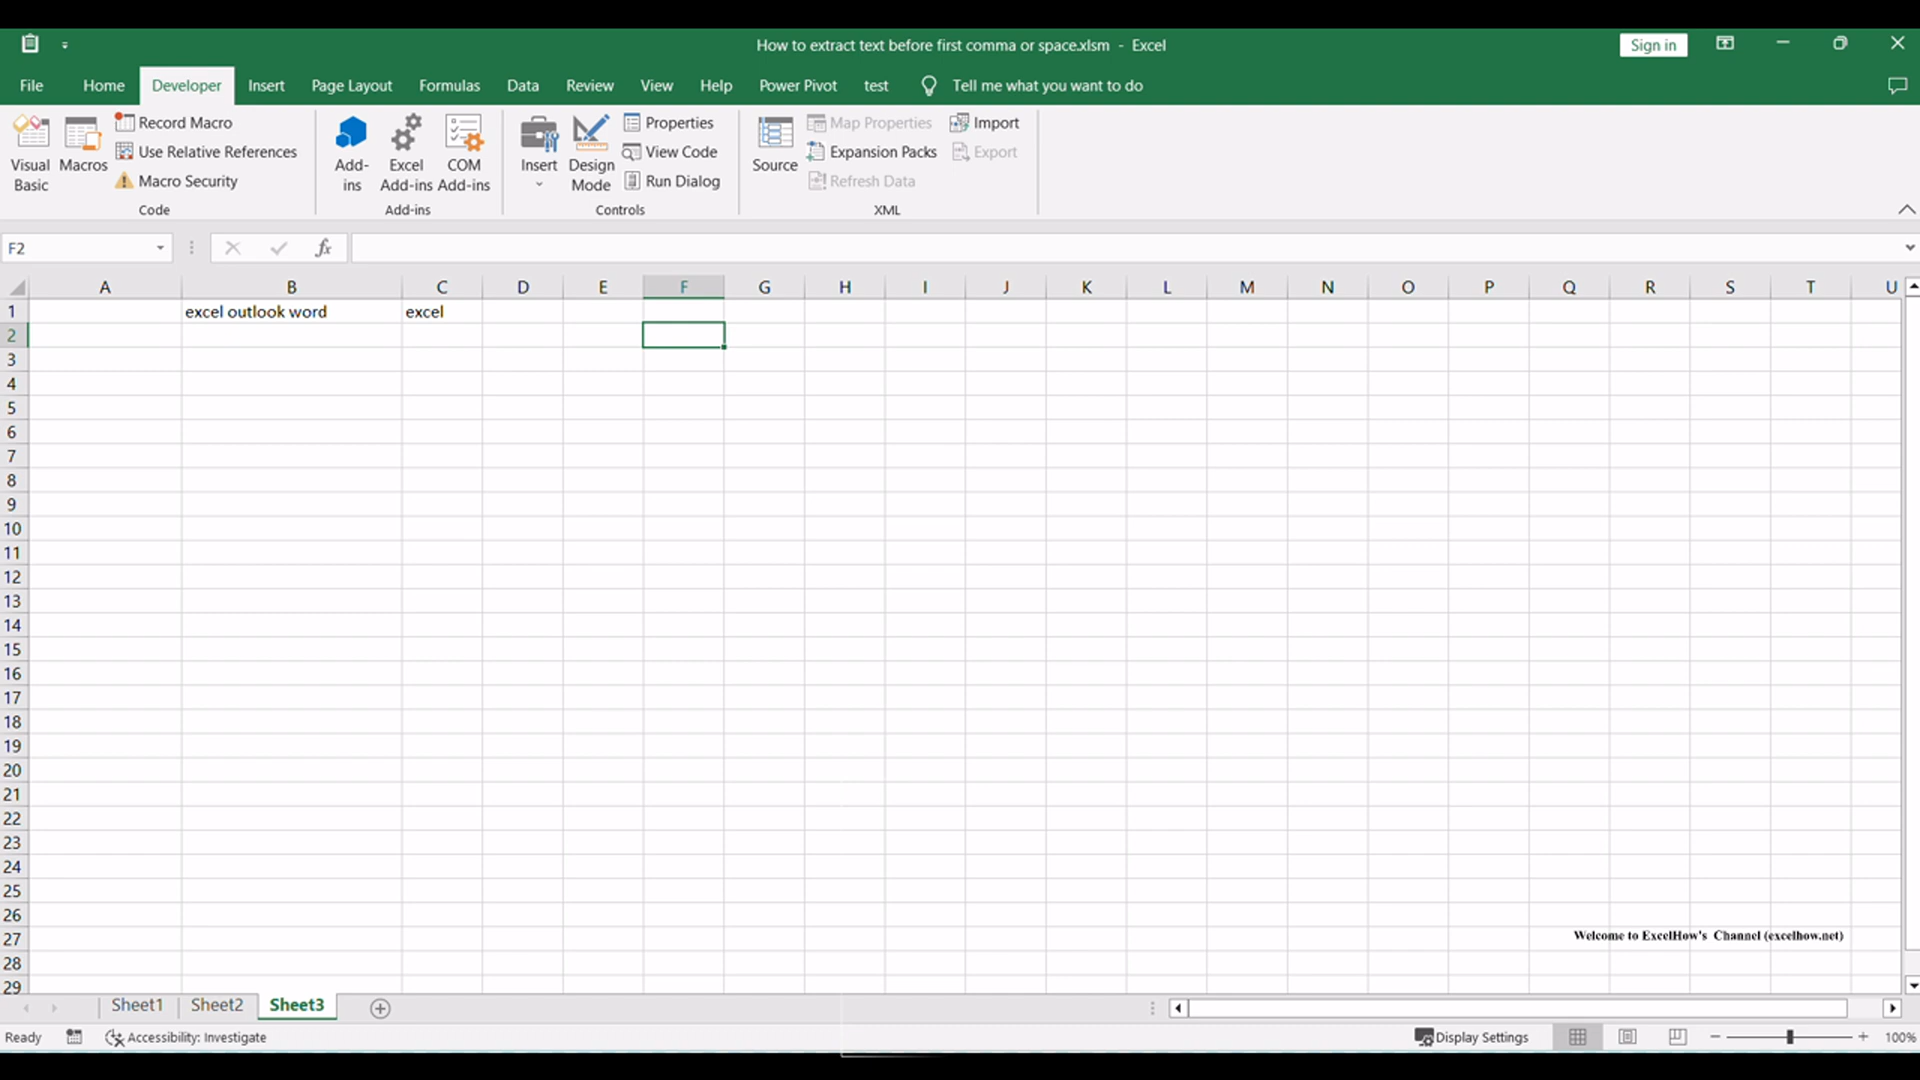 How to extract text before first comma or space.xlsm - Excel
Sign in
File Home Developer Insert Page Layout Formulas Data Review View Help Power Pivot test Tell me what you want to do
Visual Basic
Macros
Record Macro
Use Relative References
Macro Security
Code
Add-ins
Excel Add-ins
COM Add-ins
Add-ins
Insert
Design Mode
Properties
View Code
Run Dialog
Controls
Source
Map Properties
Expansion Packs
Refresh Data
Import
Export
XML
F2
fx
A B C D E F G H I J K L M N O P Q R S T U
1 excel outlook word excel
2
3
4
5
6
7
8
9
10
11
12
13
14
15
16
17
18
19
20
21
22
23
24
25
26
27
Welcome to ExcelHow's Channel (excelhow.net)
28
29
Sheet1 Sheet2 Sheet3
Ready Accessibility: Investigate Display Settings 100%